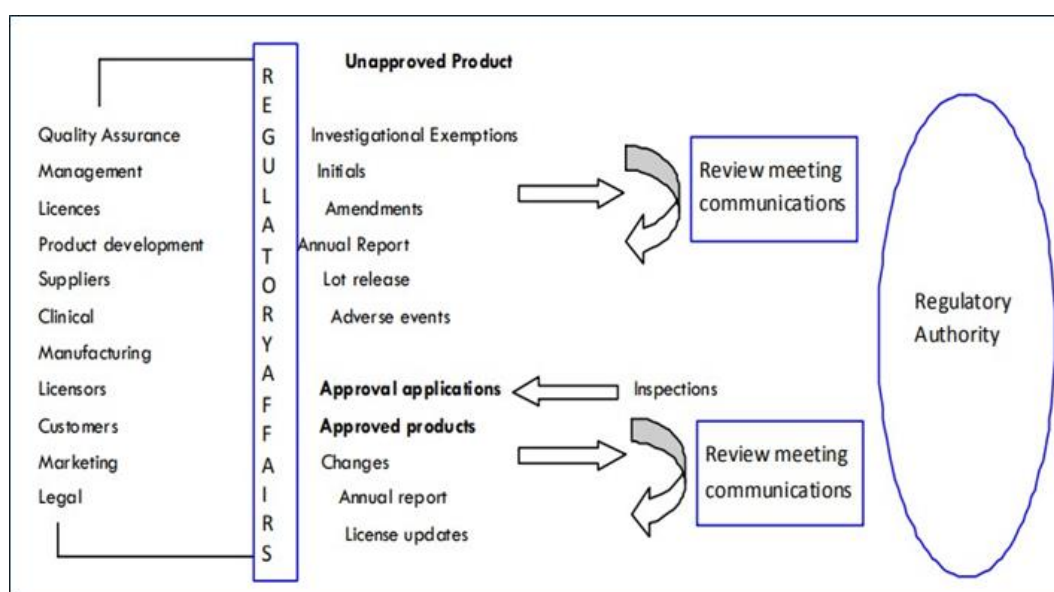 Unapproved Product
Quality Assurance
Management
Licences
Product development
Suppliers
Clinical
Manufacturing
Licensors
Customers
Marketing
Legal
REGULATORYAFFAIRS
Investigational Exemptions
Initials
Amendments
Annual Report
Lot release
Adverse events
Approval applications
Inspections
Approved products
Changes
Annual report
License updates
Review meeting
communications
Review meeting
communications
Regulatory
Authority